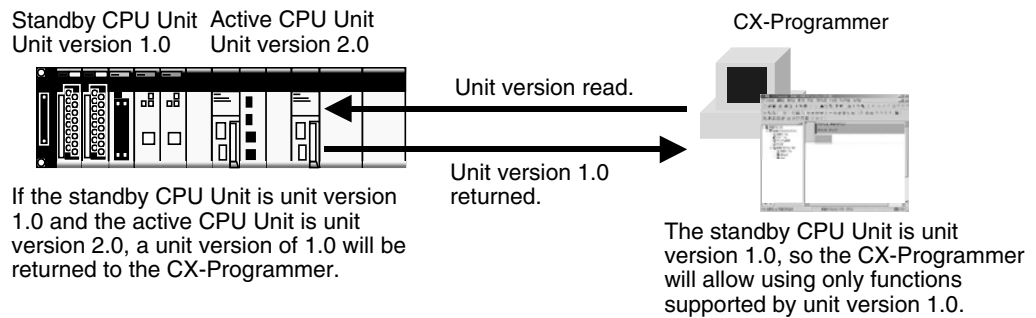 Standby CPU Unit
Unit version 1.0
Active CPU Unit
Unit version 2.0
CX-Programmer
Unit version read.
Unit version 1.0
returned.
If the standby CPU Unit is unit version
1.0 and the active CPU Unit is unit
version 2.0, a unit version of 1.0 will be
returned to the CX-Programmer.
The standby CPU Unit is unit
version 1.0, so the CX-Programmer
will allow using only functions
supported by unit version 1.0.